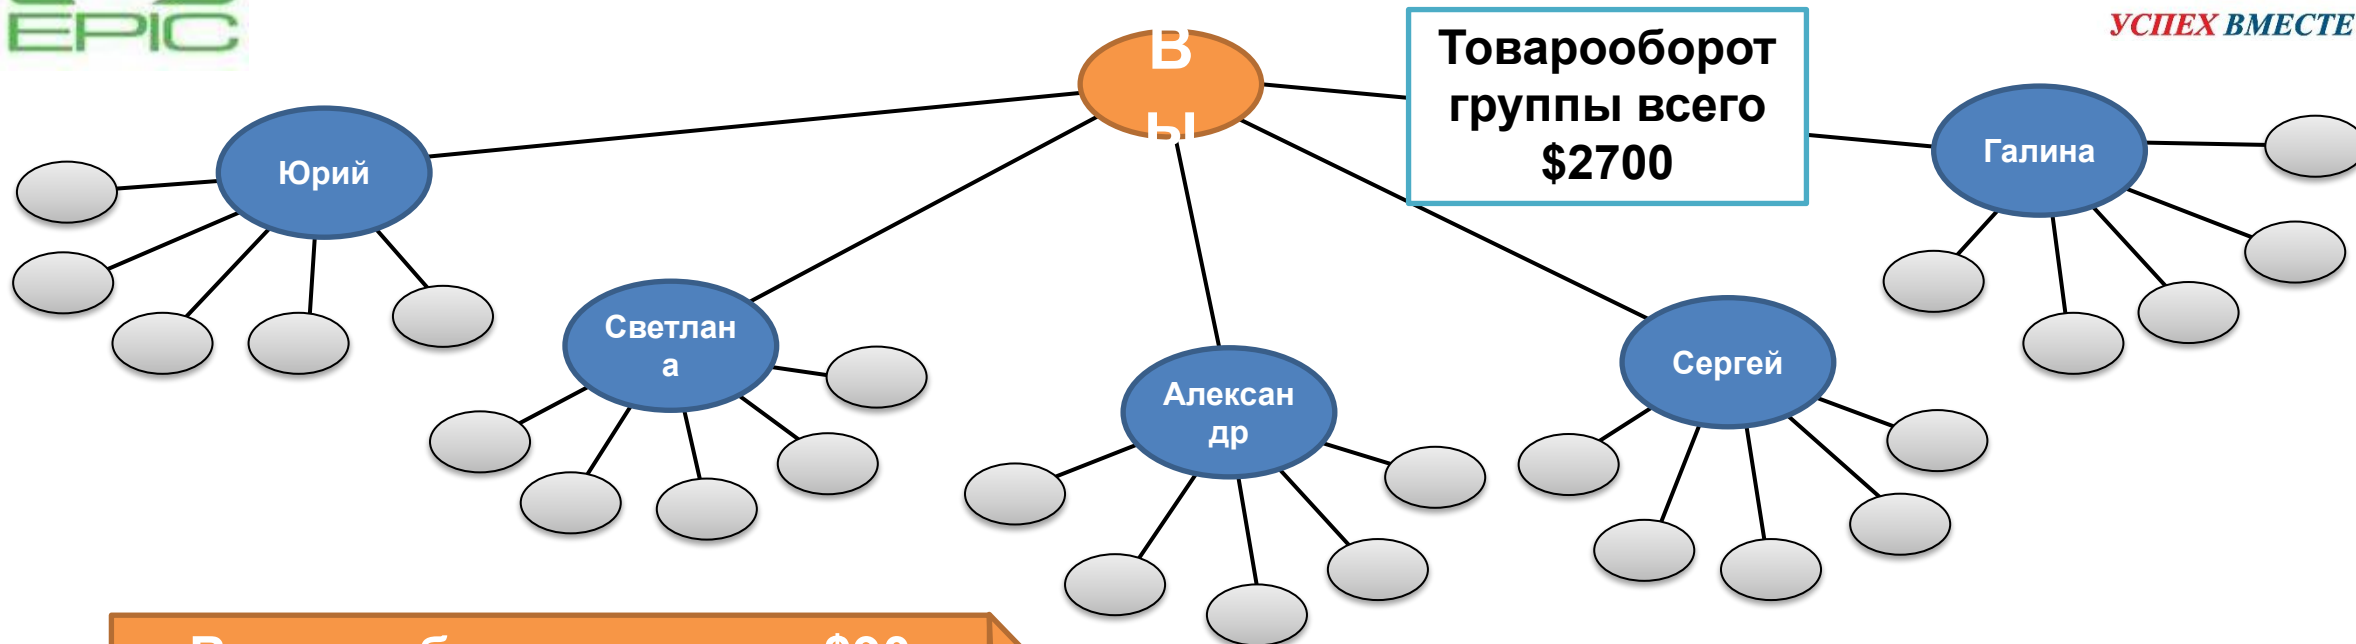 EPIC
УСПЕХ ВМЕСТЕ
В
Ы
Товарооборот
группы всего
$2700
Юрий
Галина
Светлан
а
Алексан
др
Сергей